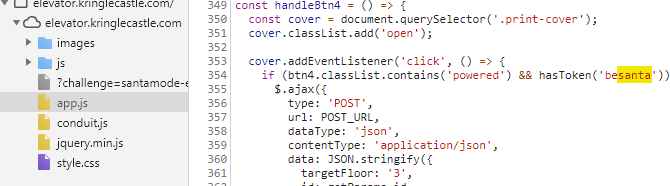 elevator.kringlecastle.com/
elevator.kringlecastle.com
images
js
?challenge=santamode-e
app.js
conduit.js
jquery.min.js
style.css
349 const handleBtn4 = () => {
350 const cover = document.querySelector('.print-cover');
351 cover.classList.add('open');
352
353 cover.addEventListener('click', () => {
354 if (btn4.classList.contains('powered') && hasToken('besanta'))
355 $.ajax({
356 type: 'POST',
357 url: POST_URL,
358 dataType: 'json',
359 contentType: 'application/json',
360 data: JSON.stringify({
361 targetFloor: '3',
362 id: getParams.id